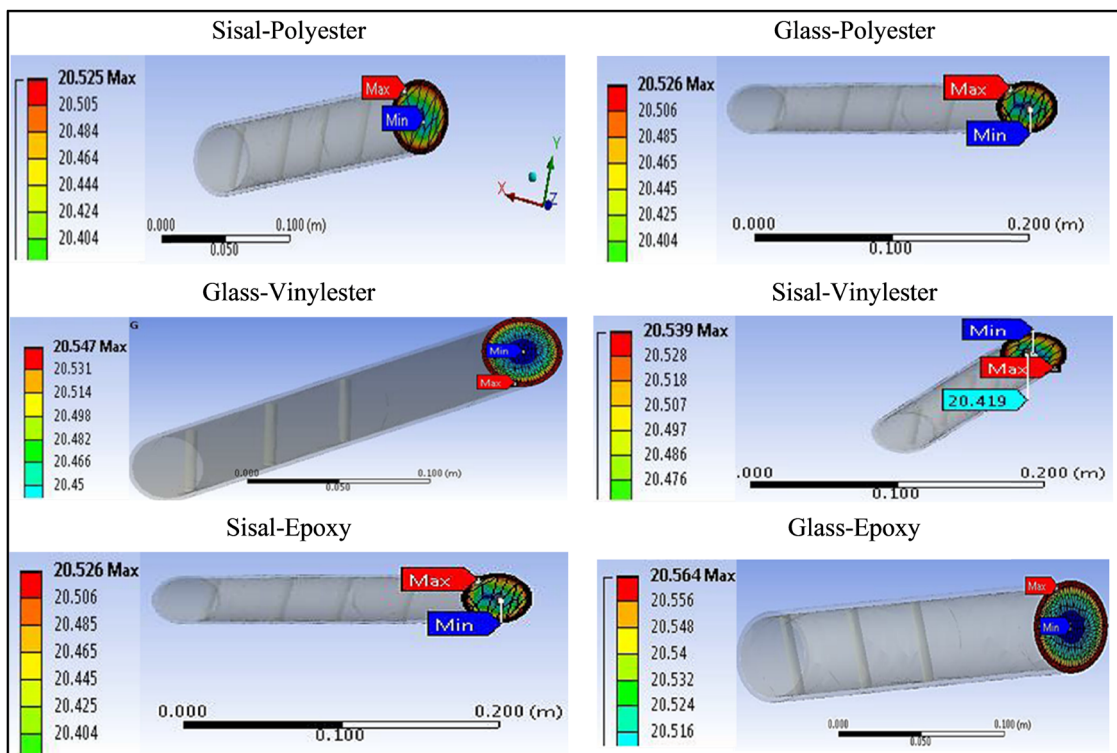 Sisal-Polyester
20.525 Max
20.505
20.484
20.464
20.444
20.424
20.404
Max
Min
Y
X
Z
0.000
0.100 (m)
0.050
Glass-Polyester
20.526 Max
20.506
20.485
20.465
20.445
20.425
20.404
Max
Min
0.000
0.200 (m)
0.100
Glass-Vinylester
G
20.547 Max
20.531
20.514
20.498
20.482
20.466
20.45
Min
Max
0.000
0.100 (m)
0.050
Sisal-Vinylester
20.539 Max
20.528
20.518
20.507
20.497
20.486
20.476
Min
Max
20.419
.000
0.200 (m)
0.100
Sisal-Epoxy
20.526 Max
20.506
20.485
20.465
20.445
20.425
20.404
Max
Min
0.000
0.200 (m)
0.100
Glass-Epoxy
20.564 Max
20.556
20.548
20.54
20.532
20.524
20.516
Max
Min
0.000
0.100 (m)
0.050